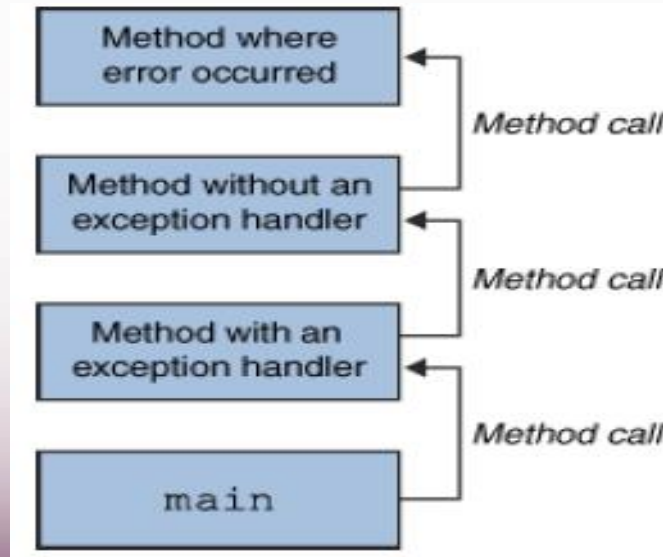 Method where
error occurred
Method call
Method without an
exception handler
Method call
Method with an
exception handler
Method call
main